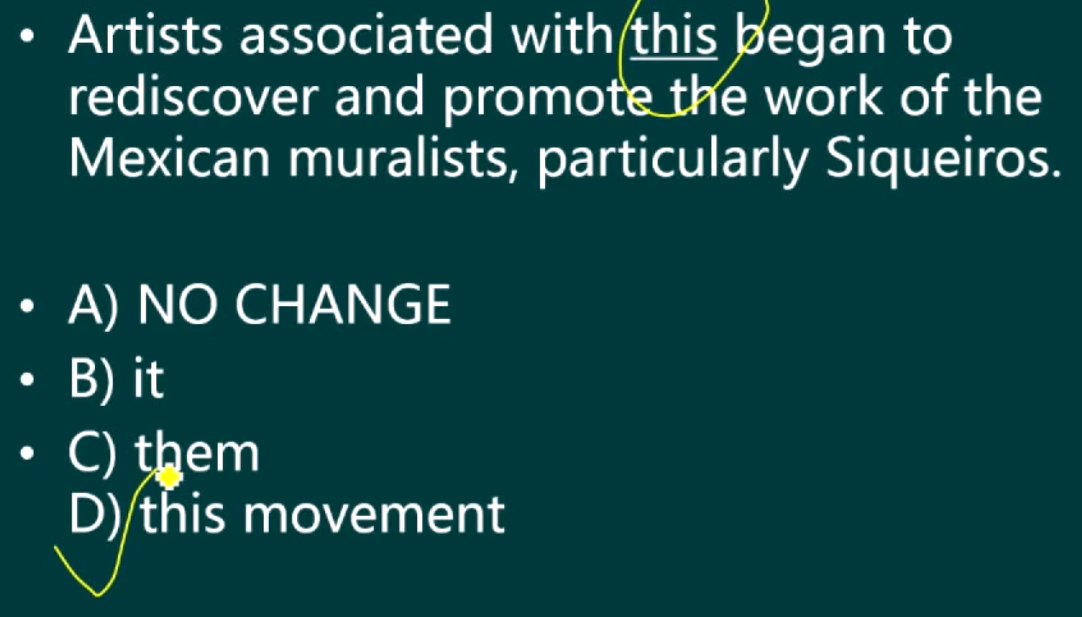 • Artists associated with this began to
rediscover and promote the work of the
Mexican muralists, particularly Siqueiros.
• A) NO CHANGE
• B) it
• C) them
D) this movement